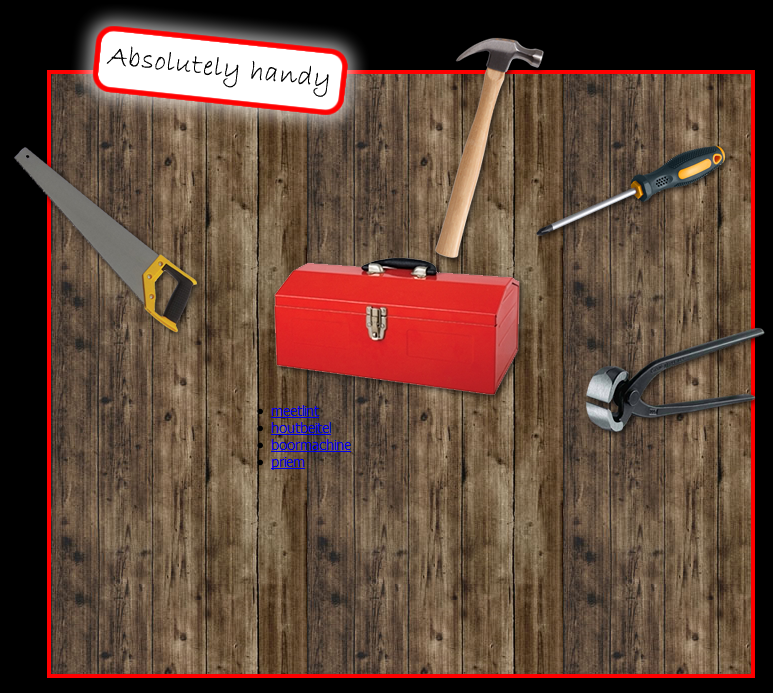 Absolutely handy
meetlint
houtbeitel
boormachine
priem